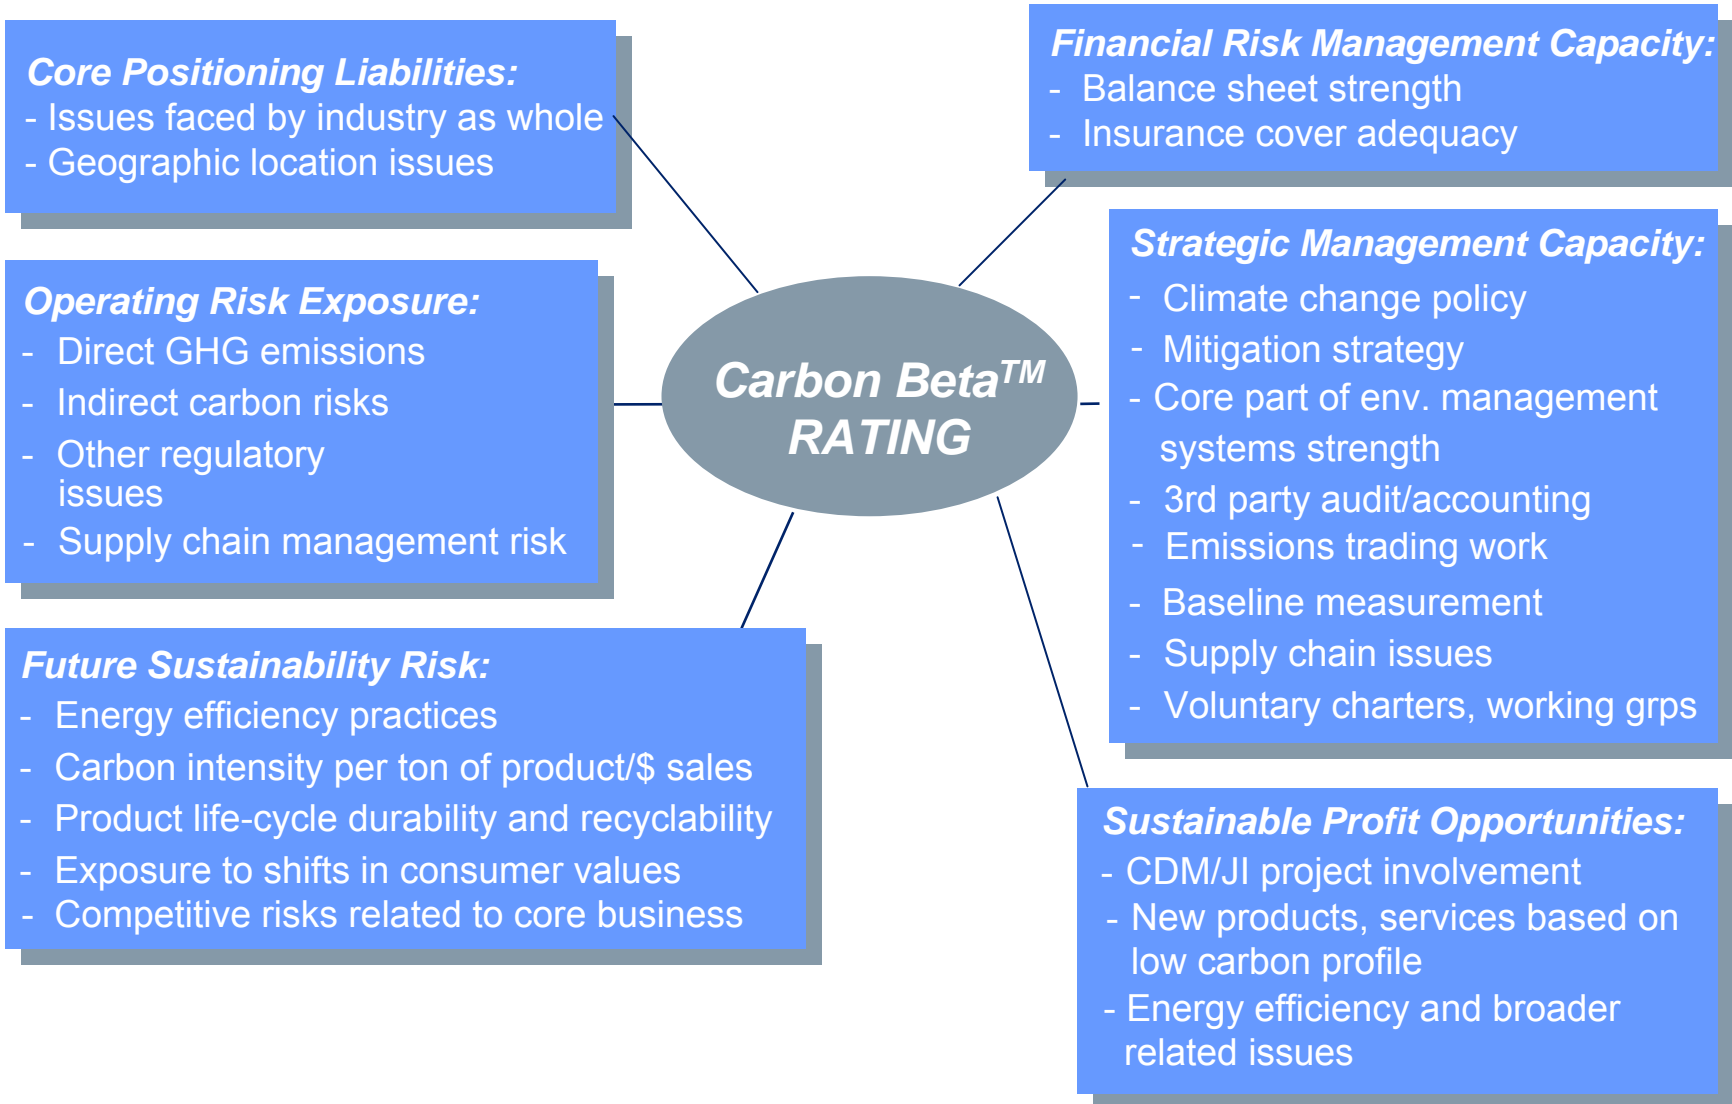 Core Positioning Liabilities:
- Issues faced by industry as whole
- Geographic location issues
Operating Risk Exposure:
- Direct GHG emissions
- Indirect carbon risks
- Other regulatory
issues
- Supply chain management risk
Future Sustainability Risk:
- Energy efficiency practices
- Carbon intensity per ton of product/$ sales
- Product life-cycle durability and recyclability
- Exposure to shifts in consumer values
- Competitive risks related to core business
Carbon Beta™
RATING
Financial Risk Management Capacity:
- Balance sheet strength
- Insurance cover adequacy
Strategic Management Capacity:
- Climate change policy
- Mitigation strategy
- Core part of env. management
systems strength
- 3rd party audit/accounting
- Emissions trading work
- Baseline measurement
- Supply chain issues
- Voluntary charters, working grps
Sustainable Profit Opportunities:
- CDM/JI project involvement
- New products, services based on
low carbon profile
- Energy efficiency and broader
related issues